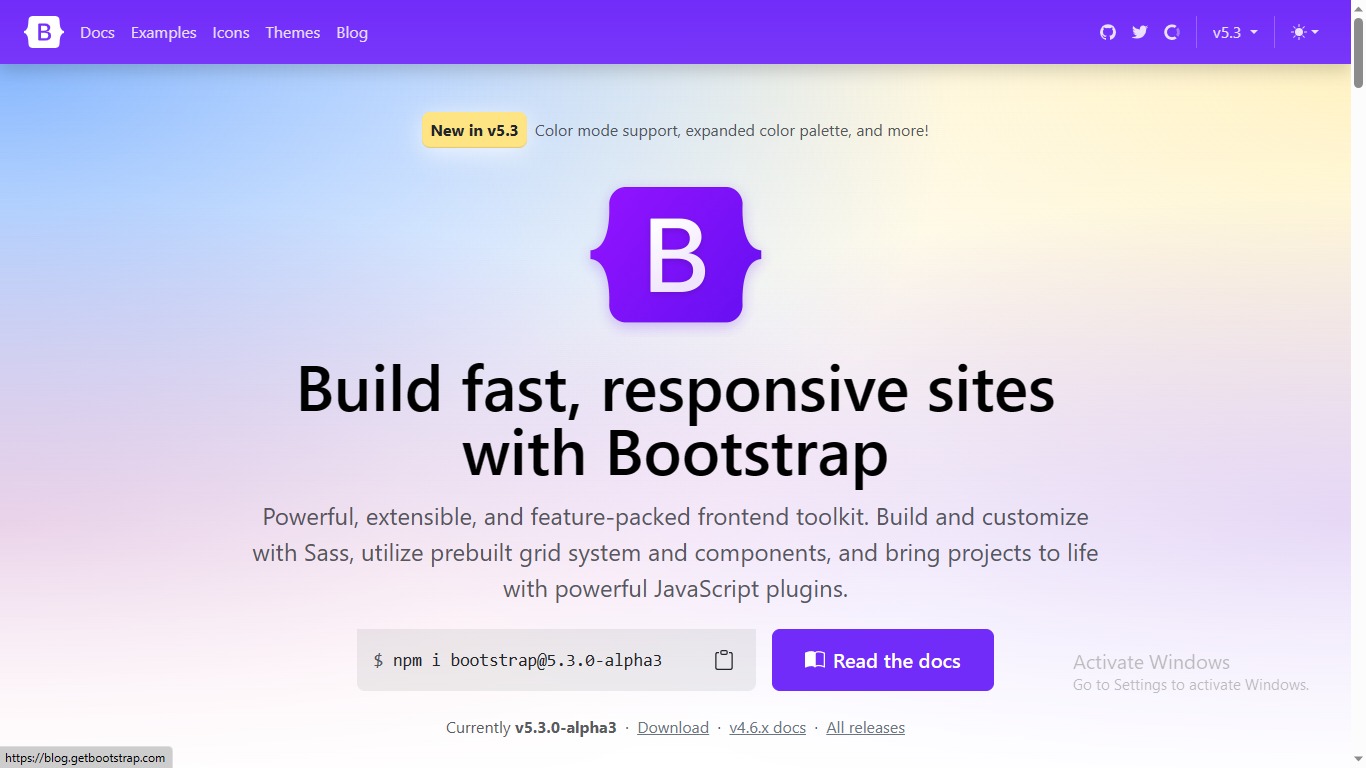 B Docs Examples Icons Themes Blog v5.3
New in v5.3 Color mode support, expanded color palette, and more!
B
Build fast, responsive sites
with Bootstrap
Powerful, extensible, and feature-packed frontend toolkit. Build and customize
with Sass, utilize prebuilt grid system and components, and bring projects to life
with powerful JavaScript plugins.
$ npm i bootstrap@5.3.0-alpha3 Read the docs
Activate Windows
Go to Settings to activate Windows.
Currently v5.3.0-alpha3 · Download · v4.6.x docs · All releases
https://blog.getbootstrap.com